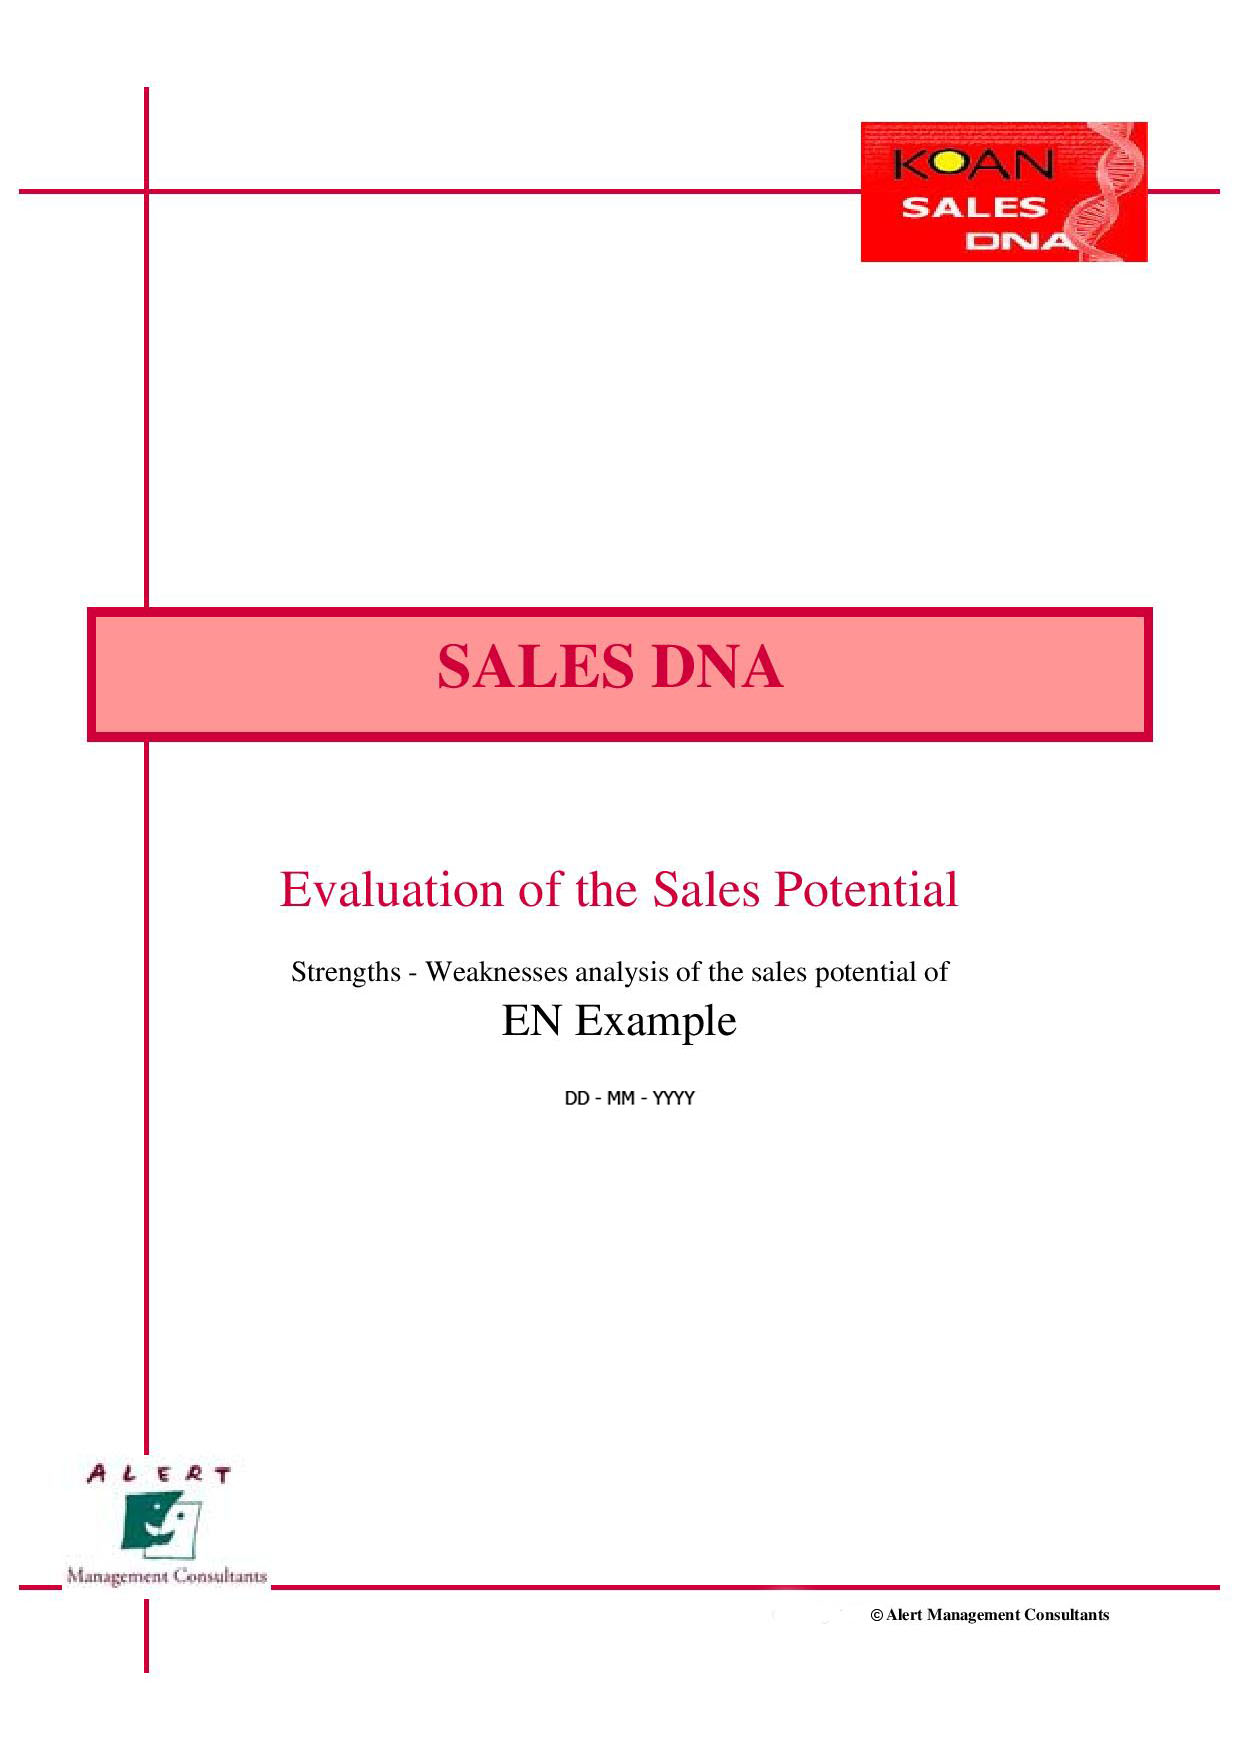 KOAN
SALES
DNA
SALES DNA
Evaluation of the Sales Potential
Strengths - Weaknesses analysis of the sales potential of
EN Example
DD - MM - YYYY
ALERT
Management Consultants
© Alert Management Consultants